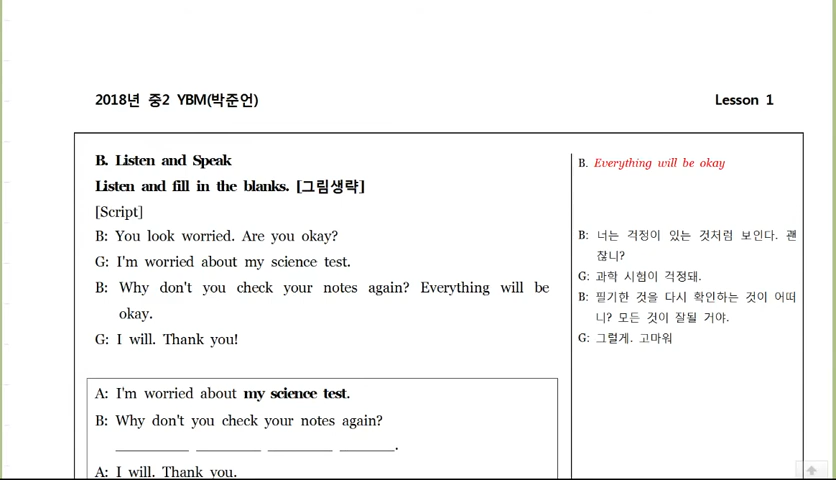 2018년 중2 YBM(박준언)
Lesson 1
B. Listen and Speak
Listen and fill in the blanks. [그림생략]
[Script]
B: You look worried. Are you okay?
G: I'm worried about my science test.
B: Why don't you check your notes again? Everything will be
okay.
G: I will. Thank you!
A: I'm worried about my science test.
B: Why don't you check your notes again?
_________ ________ ________ _______.
A: I will. Thank you.
B. Everything will be okay
B: 너는 걱정이 있는 것처럼 보인다. 괜
찮니?
G: 과학 시험이 걱정돼.
B: 필기한 것을 다시 확인하는 것이 어떠
니? 모든 것이 잘될 거야.
G: 그럴게. 고마워